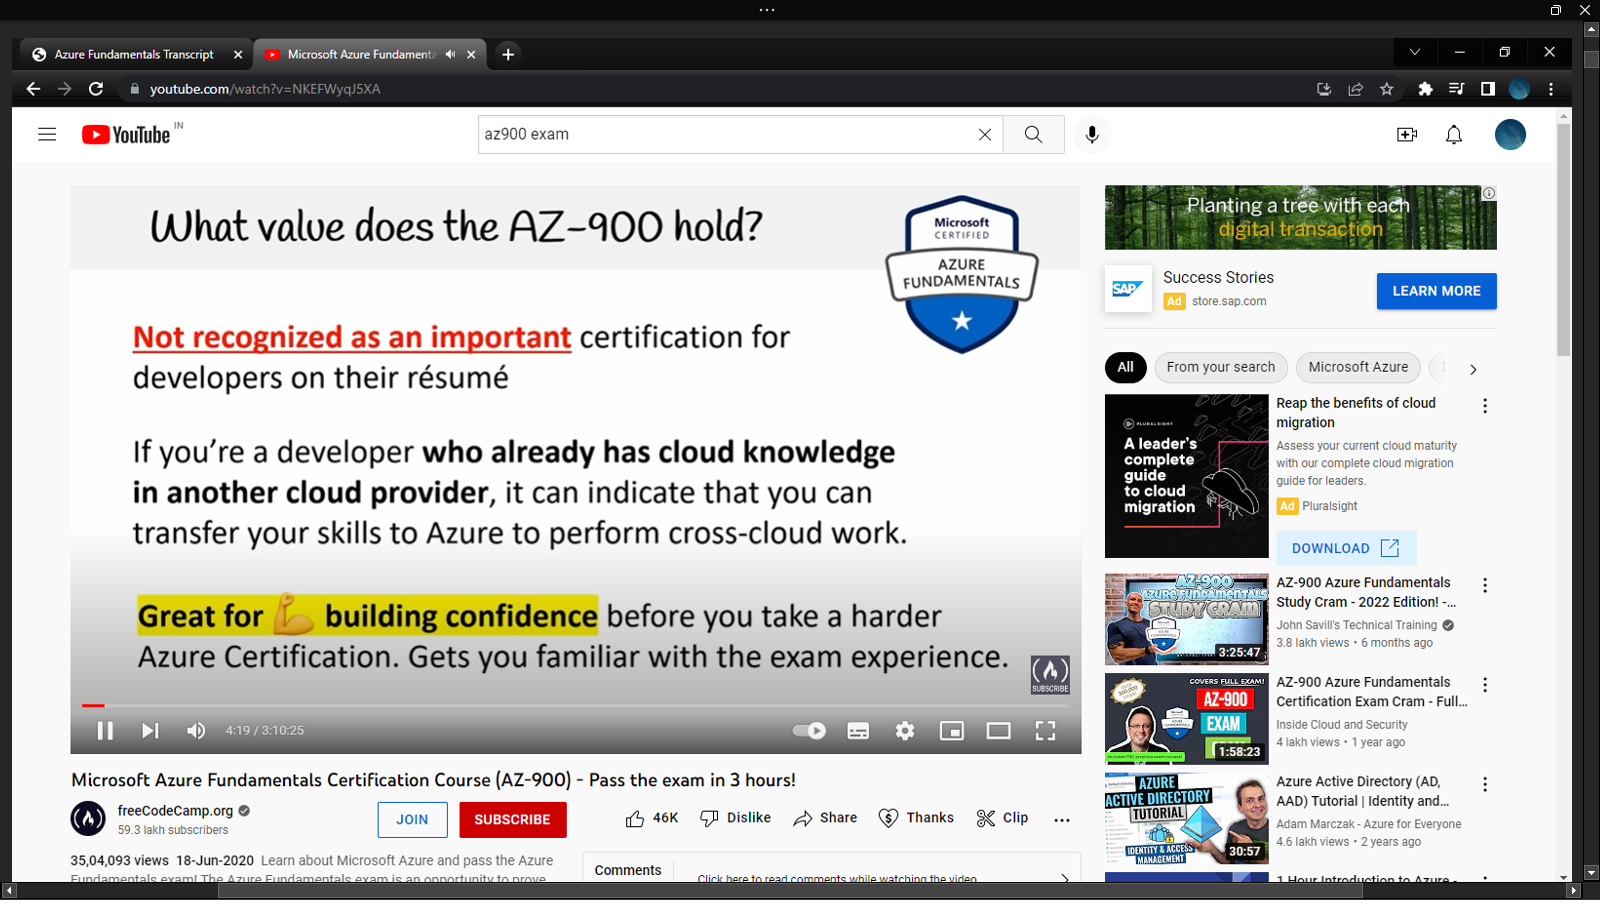 Azure Fundamentals Transcript
Microsoft Azure Fundamenta
youtube.com/watch?v=NKEFWyqJ5XA
YouTube IN
az900 exam
What value does the AZ-900 hold?
Microsoft
CERTIFIED
AZURE
FUNDAMENTALS
Not recognized as an important certification for
developers on their résumé
If you’re a developer who already has cloud knowledge
in another cloud provider, it can indicate that you can
transfer your skills to Azure to perform cross-cloud work.
Great for 💪 building confidence before you take a harder
Azure Certification. Gets you familiar with the exam experience.
SUBSCRIBE
4:19 / 3:10:25
Microsoft Azure Fundamentals Certification Course (AZ-900) - Pass the exam in 3 hours!
freeCodeCamp.org
59.3 lakh subscribers
JOIN
SUBSCRIBE
46K
Dislike
Share
Thanks
Clip
35,04,093 views 18-Jun-2020 Learn about Microsoft Azure and pass the Azure
Fundamentals exam! The Azure Fundamentals exam is an opportunity to prove
Comments
Click here to read comments while watching the video
Planting a tree with each
digital transaction
SAP
Success Stories
Ad store.sap.com
LEARN MORE
All
From your search
Microsoft Azure
PLURALSIGHT
A leader’s
complete
guide
to cloud
migration
Reap the benefits of cloud
migration
Assess your current cloud maturity
with our complete cloud migration
guide for leaders.
Ad Pluralsight
DOWNLOAD
AZ-900
AZURE FUNDAMENTALS
STUDY CRAM
3:25:47
AZ-900 Azure Fundamentals
Study Cram - 2022 Edition! -...
John Savill's Technical Training
3.8 lakh views • 6 months ago
COVERS FULL EXAM!
AZ-900
EXAM
1:58:23
AZ-900 Azure Fundamentals
Certification Exam Cram - Full...
Inside Cloud and Security
4 lakh views • 1 year ago
AZURE
ACTIVE DIRECTORY
TUTORIAL
IDENTITY & ACCESS
MANAGEMENT
30:57
Azure Active Directory (AD,
AAD) Tutorial | Identity and...
Adam Marczak - Azure for Everyone
4.6 lakh views • 2 years ago
1 Hour Introduction to Azure -